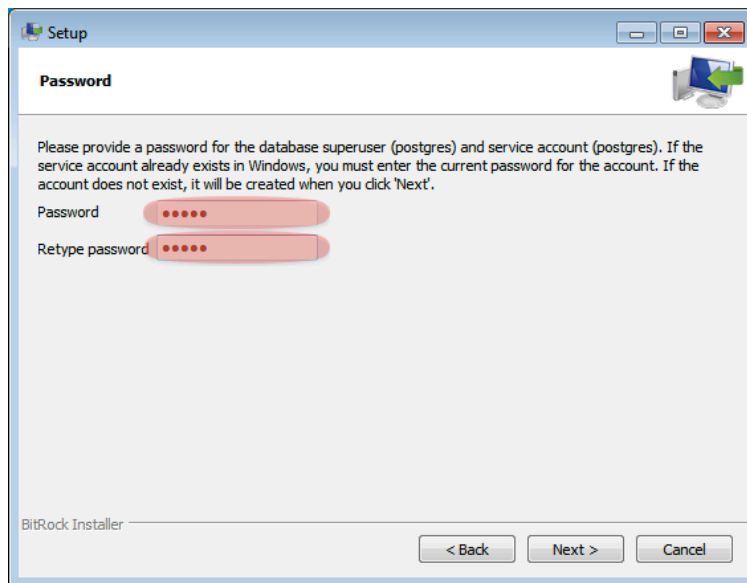 Setup
Password
Please provide a password for the database superuser (postgres) and service account (postgres). If the
service account already exists in Windows, you must enter the current password for the account. If the
account does not exist, it will be created when you click 'Next'.
Password •••••
Retype password •••••
BitRock Installer
< Back Next > Cancel